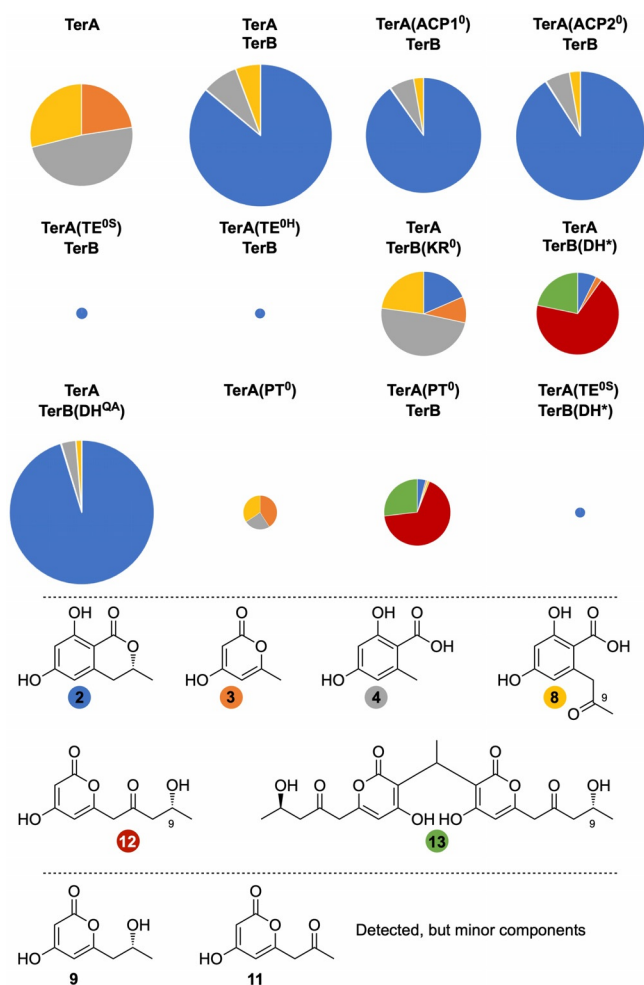 TerA
TerA
TerB
TerA(ACP1⁰)
TerB
TerA(ACP2⁰)
TerB
TerA(TE⁰ˢ)
TerB
TerA(TE⁰ᴴ)
TerB
TerA
TerB(KR⁰)
TerA
TerB(DH*)
TerA
TerB(DH^QA)
TerA(PT⁰)
TerA(PT⁰)
TerB
TerA(TE⁰ˢ)
TerB(DH*)
OH O
O
HO
2
O
O
HO
3
OH O
OH
HO
4
OH O
OH
HO
O
9
8
O
O
O OH
HO
9
12
OH O
O
O
OH
HO
O
O
O
OH
9
13
O
O
OH
HO
9
O
O
O
HO
11
Detected, but minor components